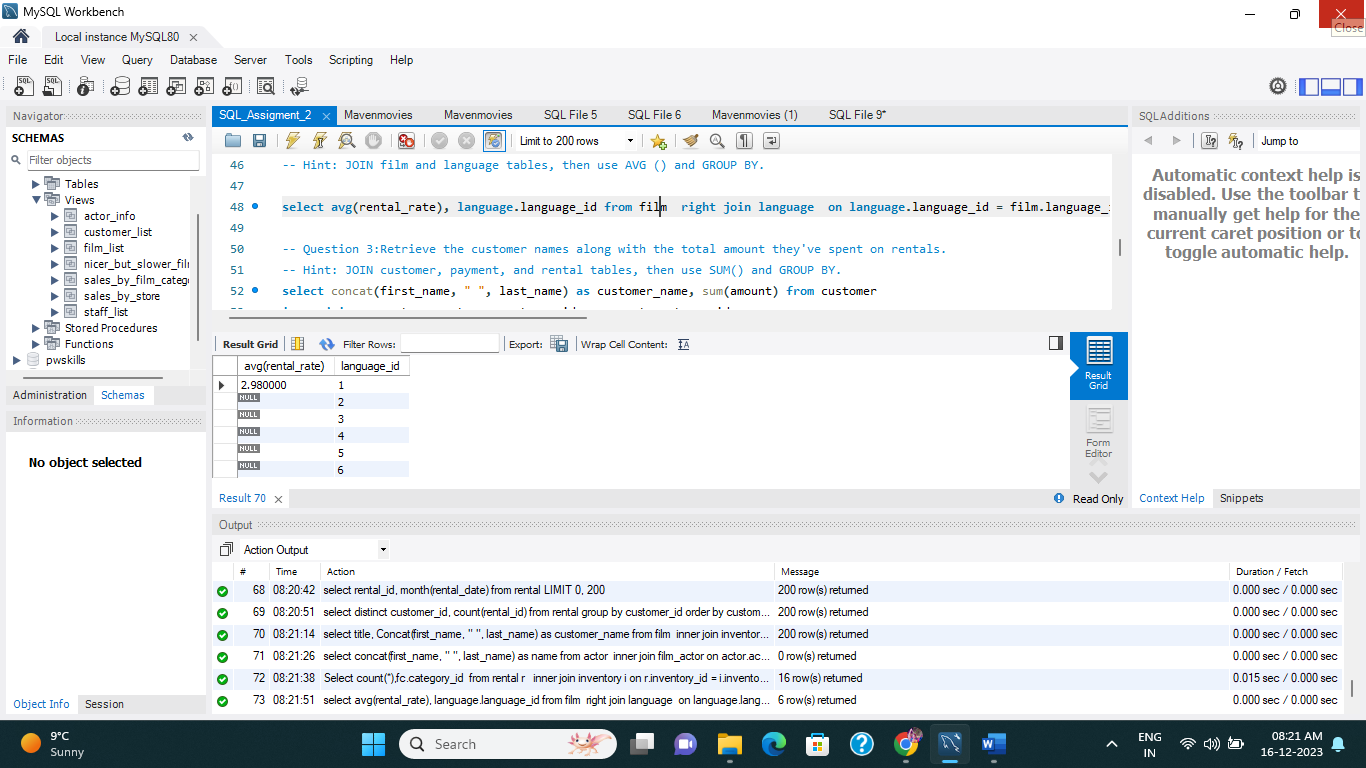 MySQL Workbench
Close
Local instance MySQL80
File Edit View Query Database Server Tools Scripting Help
Navigator
SCHEMAS
Filter objects
Tables
Views
actor_info
customer_list
film_list
nicer_but_slower_film
sales_by_film_catego
sales_by_store
staff_list
Stored Procedures
Functions
pwskills
Administration Schemas
Information
No object selected
Object Info Session
SQL_Assigment_2 Mavenmovies Mavenmovies SQL File 5 SQL File 6 Mavenmovies (1) SQL File 9*
Limit to 200 rows
46 -- Hint: JOIN film and language tables, then use AVG () and GROUP BY.
47
48 select avg(rental_rate), language.language_id from film right join language on language.language_id = film.language_i
49
50 -- Question 3:Retrieve the customer names along with the total amount they've spent on rentals.
51 -- Hint: JOIN customer, payment, and rental tables, then use SUM() and GROUP BY.
52 select concat(first_name, " ", last_name) as customer_name, sum(amount) from customer
Result Grid Filter Rows: Export: Wrap Cell Content:
avg(rental_rate) language_id
2.980000 1
NULL 2
NULL 3
NULL 4
NULL 5
NULL 6
Result Grid
Form Editor
Result 70
Read Only
SQLAdditions
Jump to
Automatic context help is
disabled. Use the toolbar t
manually get help for the
current caret position or to
toggle automatic help.
Context Help Snippets
Output
Action Output
# Time Action Message Duration / Fetch
68 08:20:42 select rental_id, month(rental_date) from rental LIMIT 0, 200 200 row(s) returned 0.000 sec / 0.000 sec
69 08:20:51 select distinct customer_id, count(rental_id) from rental group by customer_id order by custom... 200 row(s) returned 0.000 sec / 0.000 sec
70 08:21:14 select title, Concat(first_name, " ", last_name) as customer_name from film inner join inventor... 200 row(s) returned 0.000 sec / 0.000 sec
71 08:21:26 select concat(first_name, " ", last_name) as name from actor inner join film_actor on actor.ac... 0 row(s) returned 0.000 sec / 0.000 sec
72 08:21:38 Select count(*),fc.category_id from rental r inner join inventory i on r.inventory_id = i.invento... 16 row(s) returned 0.015 sec / 0.000 sec
73 08:21:51 select avg(rental_rate), language.language_id from film right join language on language.lang... 6 row(s) returned 0.000 sec / 0.000 sec
9°C
Sunny
Search
ENG
IN
08:21 AM
16-12-2023